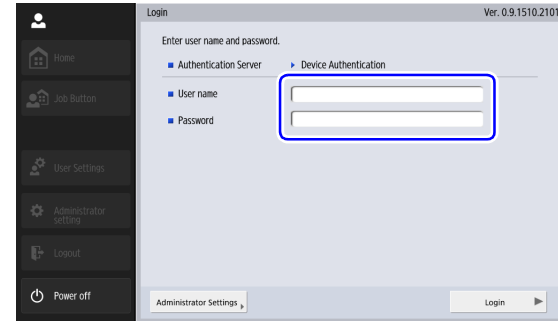 Login
Ver. 0.9.1510.2101
Home
Job Button
User Settings
Administrator
setting
Logout
Power off
Enter user name and password.
Authentication Server
Device Authentication
User name
Password
Administrator Settings
Login